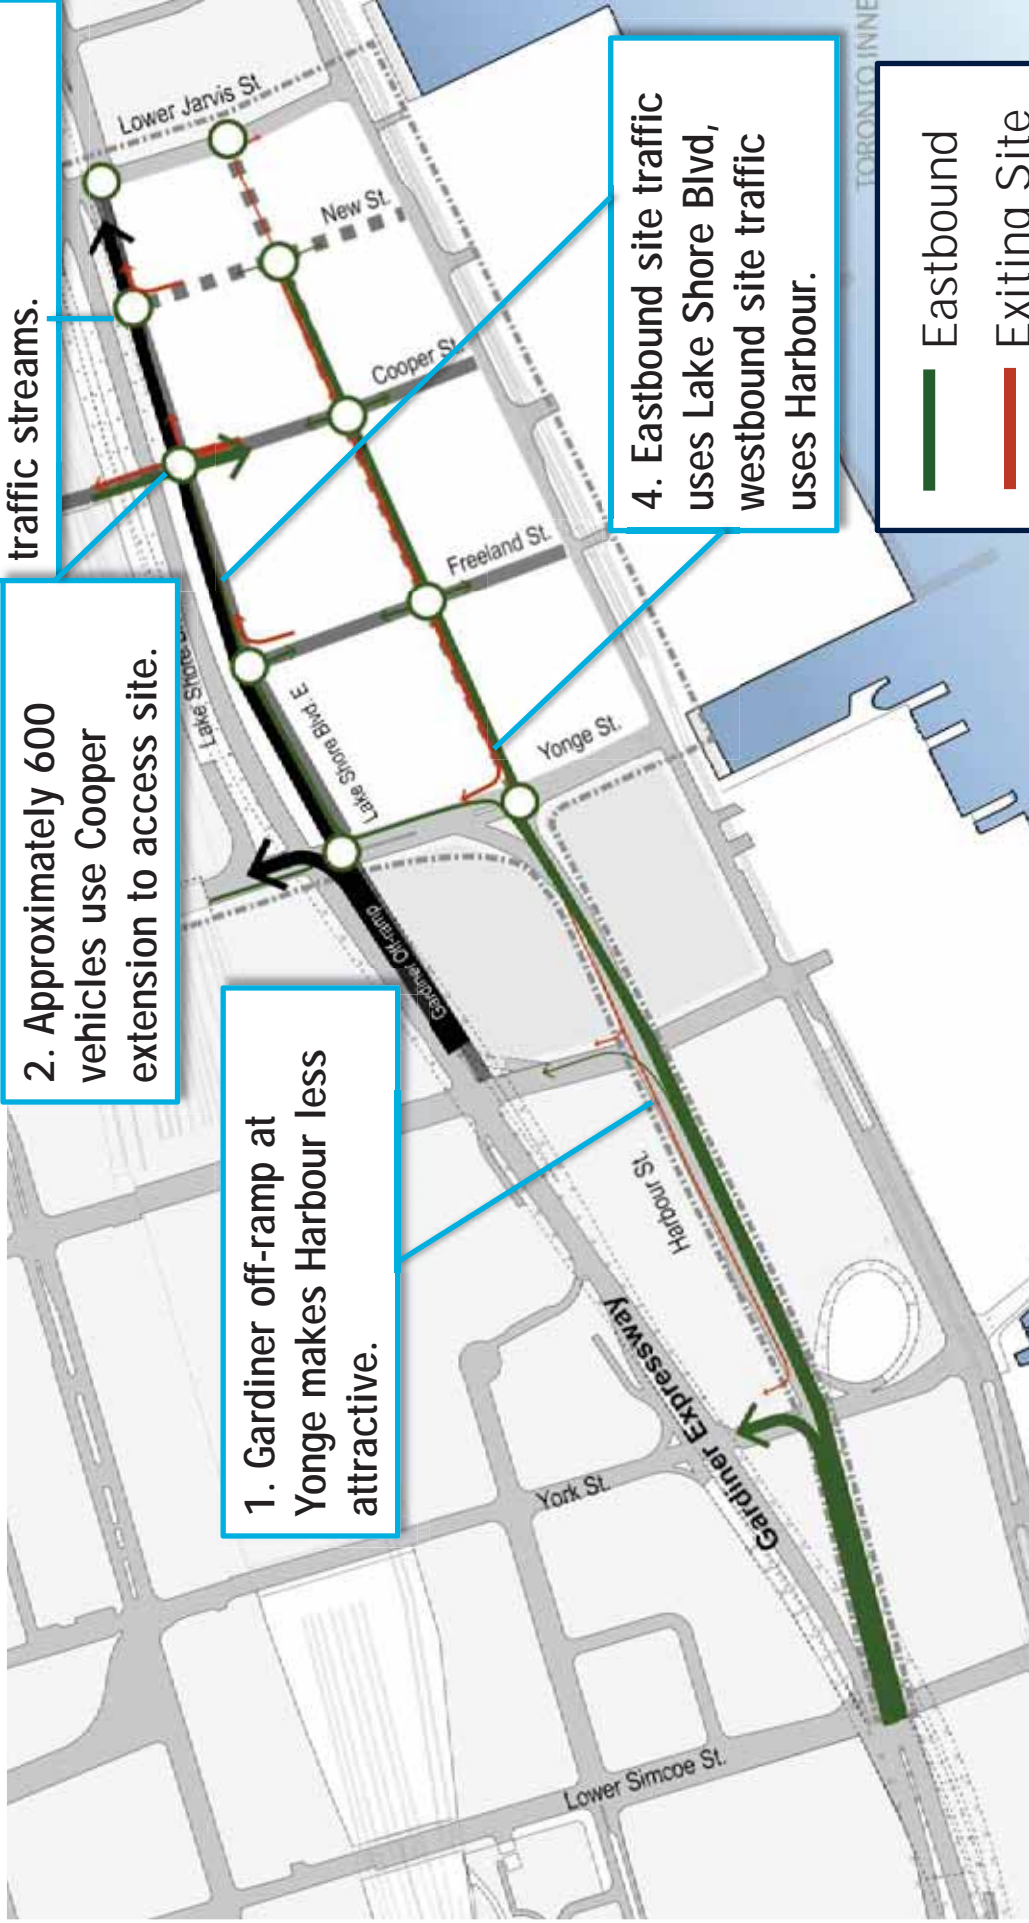 traffic streams.
2. Approximately 600
vehicles use Cooper
extension to access site.
1. Gardiner off-ramp at
Yonge makes Harbour less
attractive.
4. Eastbound site traffic
uses Lake Shore Blvd,
westbound site traffic
uses Harbour.
Eastbound
Exiting Site
TORONTO INNE
Lower Jarvis St
New St.
Cooper St.
Freeland St.
Yonge St.
Lake Shore
Lake Shore Blvd. E.
Gardiner Off-ramp
Harbour St.
Gardiner Expressway
York St.
Lower Simcoe St.